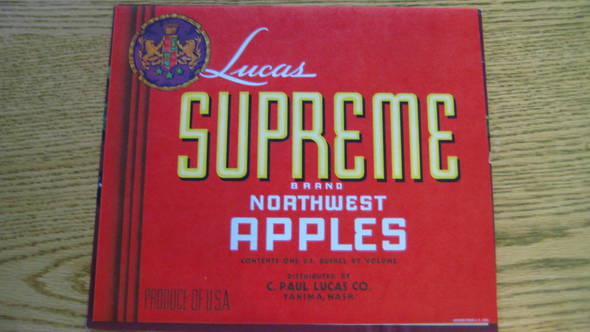 Lucas
SUPREME
BRAND
NORTHWEST
APPLES
CONTENTS ONE U.S. BUSHEL BY VOLUME
DISTRIBUTED BY
C. PAUL LUCAS CO.
YAKIMA, WASH.
PRODUCE OF U.S.A.